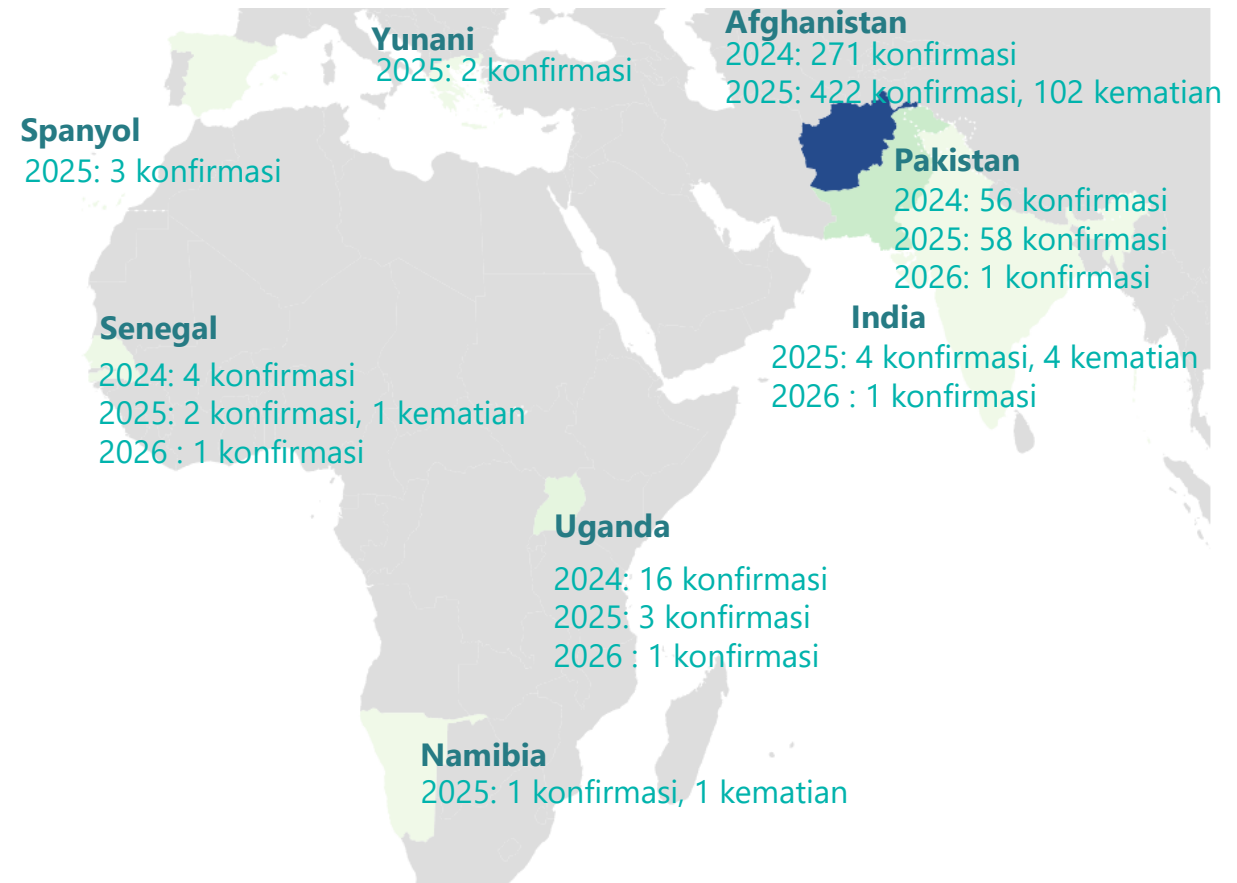 Yunani
2025: 2 konfirmasi
Afghanistan
2024: 271 konfirmasi
2025: 422 konfirmasi, 102 kematian
Spanyol
2025: 3 konfirmasi
Pakistan
2024: 56 konfirmasi
2025: 58 konfirmasi
2026: 1 konfirmasi
India
2025: 4 konfirmasi, 4 kematian
2026 : 1 konfirmasi
Senegal
2024: 4 konfirmasi
2025: 2 konfirmasi, 1 kematian
2026 : 1 konfirmasi
Uganda
2024: 16 konfirmasi
2025: 3 konfirmasi
2026 : 1 konfirmasi
Namibia
2025: 1 konfirmasi, 1 kematian